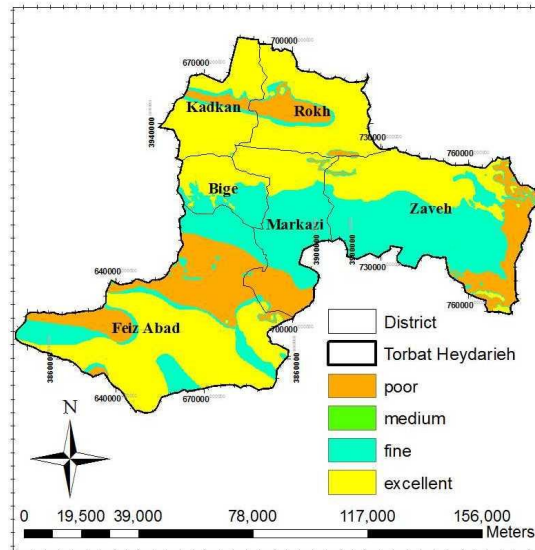 700000
670000
Kadkan
Rokh
3940000
730000
760000
Bige
Zaveh
Markazi
3900000
730000
640000
760000
700000
Feiz Abad
3860000
3860000
640000
670000
District
Torbat Heydarieh
poor
medium
fine
excellent
N
0 19,500 39,000 78,000 117,000 156,000
Meters